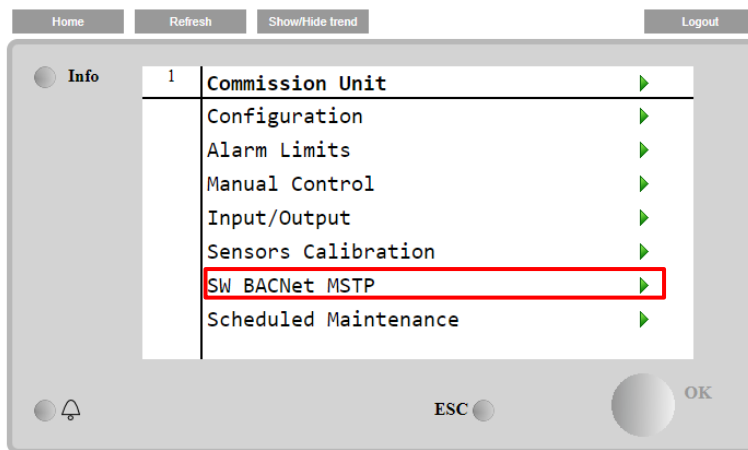 Home Refresh Show/Hide trend Logout
Info 1 Commission Unit
Configuration
Alarm Limits
Manual Control
Input/Output
Sensors Calibration
SW BACNet MSTP
Scheduled Maintenance
ESC OK